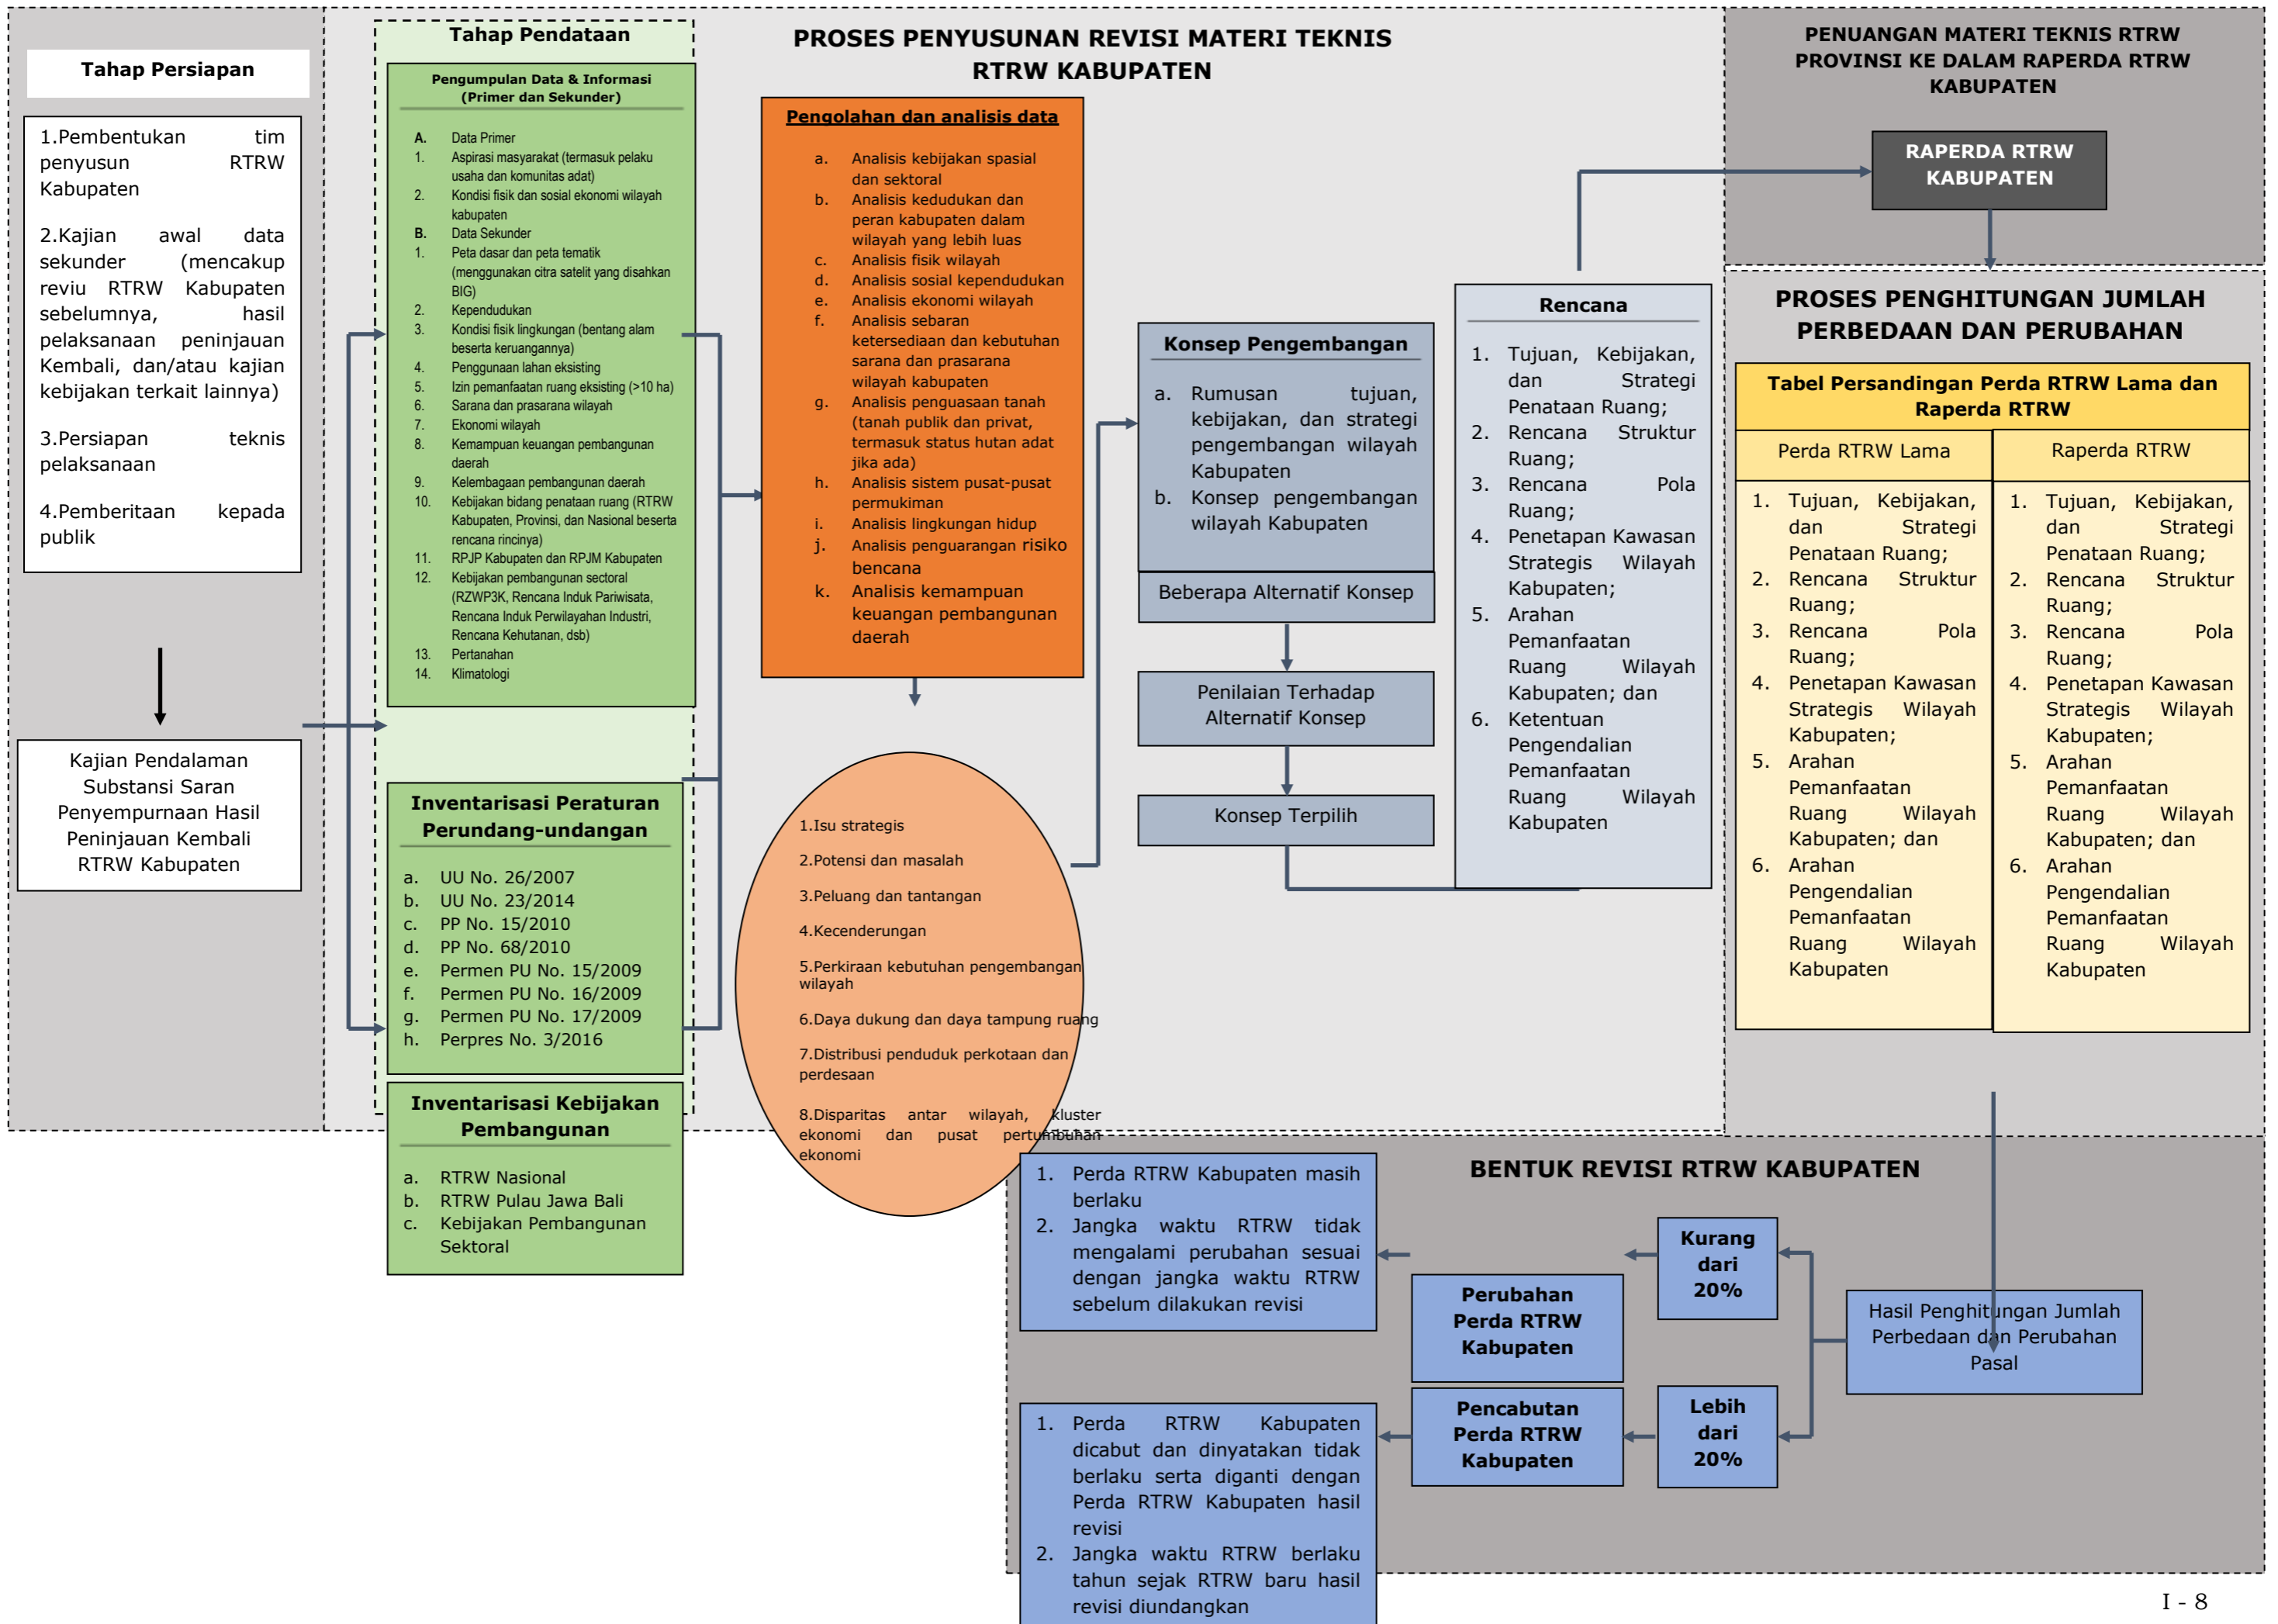 Tahap Persiapan
1.Pembentukan tim
penyusun RTRW
Kabupaten
2.Kajian awal data
sekunder (mencakup
reviu RTRW Kabupaten
sebelumnya, hasil
pelaksanaan peninjauan
Kembali, dan/atau kajian
kebijakan terkait lainnya)
3.Persiapan teknis
pelaksanaan
4.Pemberitaan kepada
publik
Kajian Pendalaman
Substansi Saran
Penyempurnaan Hasil
Peninjauan Kembali
RTRW Kabupaten
PROSES PENYUSUNAN REVISI MATERI TEKNIS
RTRW KABUPATEN
Tahap Pendataan
Pengumpulan Data & Informasi
(Primer dan Sekunder)
A. Data Primer
1. Aspirasi masyarakat (termasuk pelaku
usaha dan komunitas adat)
2. Kondisi fisik dan sosial ekonomi wilayah
kabupaten
B. Data Sekunder
1. Peta dasar dan peta tematik
(menggunakan citra satelit yang disahkan
BIG)
2. Kependudukan
3. Kondisi fisik lingkungan (bentang alam
beserta keruangannya)
4. Penggunaan lahan eksisting
5. Izin pemanfaatan ruang eksisting (>10 ha)
6. Sarana dan prasarana wilayah
7. Ekonomi wilayah
8. Kemampuan keuangan pembangunan
daerah
9. Kelembagaan pembangunan daerah
10. Kebijakan bidang penataan ruang (RTRW
Kabupaten, Provinsi, dan Nasional beserta
rencana rincinya)
11. RPJP Kabupaten dan RPJM Kabupaten
12. Kebijakan pembangunan sectoral
(RZWP3K, Rencana Induk Pariwisata,
Rencana Induk Perwilayahan Industri,
Rencana Kehutanan, dsb)
13. Pertanahan
14. Klimatologi
Inventarisasi Peraturan
Perundang-undangan
a. UU No. 26/2007
b. UU No. 23/2014
c. PP No. 15/2010
d. PP No. 68/2010
e. Permen PU No. 15/2009
f. Permen PU No. 16/2009
g. Permen PU No. 17/2009
h. Perpres No. 3/2016
Inventarisasi Kebijakan
Pembangunan
a. RTRW Nasional
b. RTRW Pulau Jawa Bali
c. Kebijakan Pembangunan
Sektoral
Pengolahan dan analisis data
a. Analisis kebijakan spasial
dan sektoral
b. Analisis kedudukan dan
peran kabupaten dalam
wilayah yang lebih luas
c. Analisis fisik wilayah
d. Analisis sosial kependudukan
e. Analisis ekonomi wilayah
f. Analisis sebaran
ketersediaan dan kebutuhan
sarana dan prasarana
wilayah kabupaten
g. Analisis penguasaan tanah
(tanah publik dan privat,
termasuk status hutan adat
jika ada)
h. Analisis sistem pusat-pusat
permukiman
i. Analisis lingkungan hidup
j. Analisis penguarangan risiko
bencana
k. Analisis kemampuan
keuangan pembangunan
daerah
1.Isu strategis
2.Potensi dan masalah
3.Peluang dan tantangan
4.Kecenderungan
5.Perkiraan kebutuhan pengembangan
wilayah
6.Daya dukung dan daya tampung ruang
7.Distribusi penduduk perkotaan dan
perdesaan
8.Disparitas antar wilayah, kluster
ekonomi dan pusat pertumbuhan
ekonomi
Konsep Pengembangan
a. Rumusan tujuan,
kebijakan, dan strategi
pengembangan wilayah
Kabupaten
b. Konsep pengembangan
wilayah Kabupaten
Beberapa Alternatif Konsep
Penilaian Terhadap
Alternatif Konsep
Konsep Terpilih
Rencana
1. Tujuan, Kebijakan,
dan Strategi
Penataan Ruang;
2. Rencana Struktur
Ruang;
3. Rencana Pola
Ruang;
4. Penetapan Kawasan
Strategis Wilayah
Kabupaten;
5. Arahan
Pemanfaatan
Ruang Wilayah
Kabupaten; dan
6. Ketentuan
Pengendalian
Pemanfaatan
Ruang Wilayah
Kabupaten
PENUANGAN MATERI TEKNIS RTRW
PROVINSI KE DALAM RAPERDA RTRW
KABUPATEN
RAPERDA RTRW
KABUPATEN
PROSES PENGHITUNGAN JUMLAH
PERBEDAAN DAN PERUBAHAN
Tabel Persandingan Perda RTRW Lama dan
Raperda RTRW
Perda RTRW Lama
1. Tujuan, Kebijakan,
dan Strategi
Penataan Ruang;
2. Rencana Struktur
Ruang;
3. Rencana Pola
Ruang;
4. Penetapan Kawasan
Strategis Wilayah
Kabupaten;
5. Arahan
Pemanfaatan
Ruang Wilayah
Kabupaten; dan
6. Arahan
Pengendalian
Pemanfaatan
Ruang Wilayah
Kabupaten
Raperda RTRW
1. Tujuan, Kebijakan,
dan Strategi
Penataan Ruang;
2. Rencana Struktur
Ruang;
3. Rencana Pola
Ruang;
4. Penetapan Kawasan
Strategis Wilayah
Kabupaten;
5. Arahan
Pemanfaatan
Ruang Wilayah
Kabupaten; dan
6. Arahan
Pengendalian
Pemanfaatan
Ruang Wilayah
Kabupaten
BENTUK REVISI RTRW KABUPATEN
Hasil Penghitungan Jumlah
Perbedaan dan Perubahan
Pasal
Kurang
dari
20%
Perubahan
Perda RTRW
Kabupaten
1. Perda RTRW Kabupaten masih
berlaku
2. Jangka waktu RTRW tidak
mengalami perubahan sesuai
dengan jangka waktu RTRW
sebelum dilakukan revisi
Lebih
dari
20%
Pencabutan
Perda RTRW
Kabupaten
1. Perda RTRW Kabupaten
dicabut dan dinyatakan tidak
berlaku serta diganti dengan
Perda RTRW Kabupaten hasil
revisi
2. Jangka waktu RTRW berlaku
tahun sejak RTRW baru hasil
revisi diundangkan
I - 8